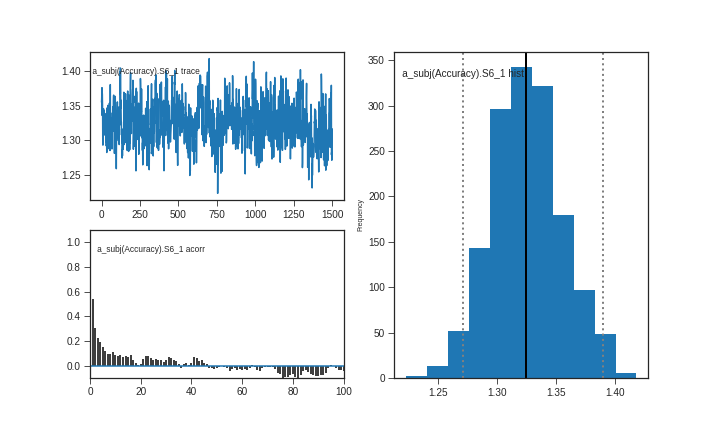 a_subj(Accuracy).S6_1 trace
1.40
1.35
1.30
1.25
0 250 500 750 1000 1250 1500
a_subj(Accuracy).S6_1 acorr
1.0
0.8
0.6
0.4
0.2
0.0
0 20 40 60 80 100
a_subj(Accuracy).S6_1 hist
Frequency
350
300
250
200
150
100
50
0
1.25 1.30 1.35 1.40